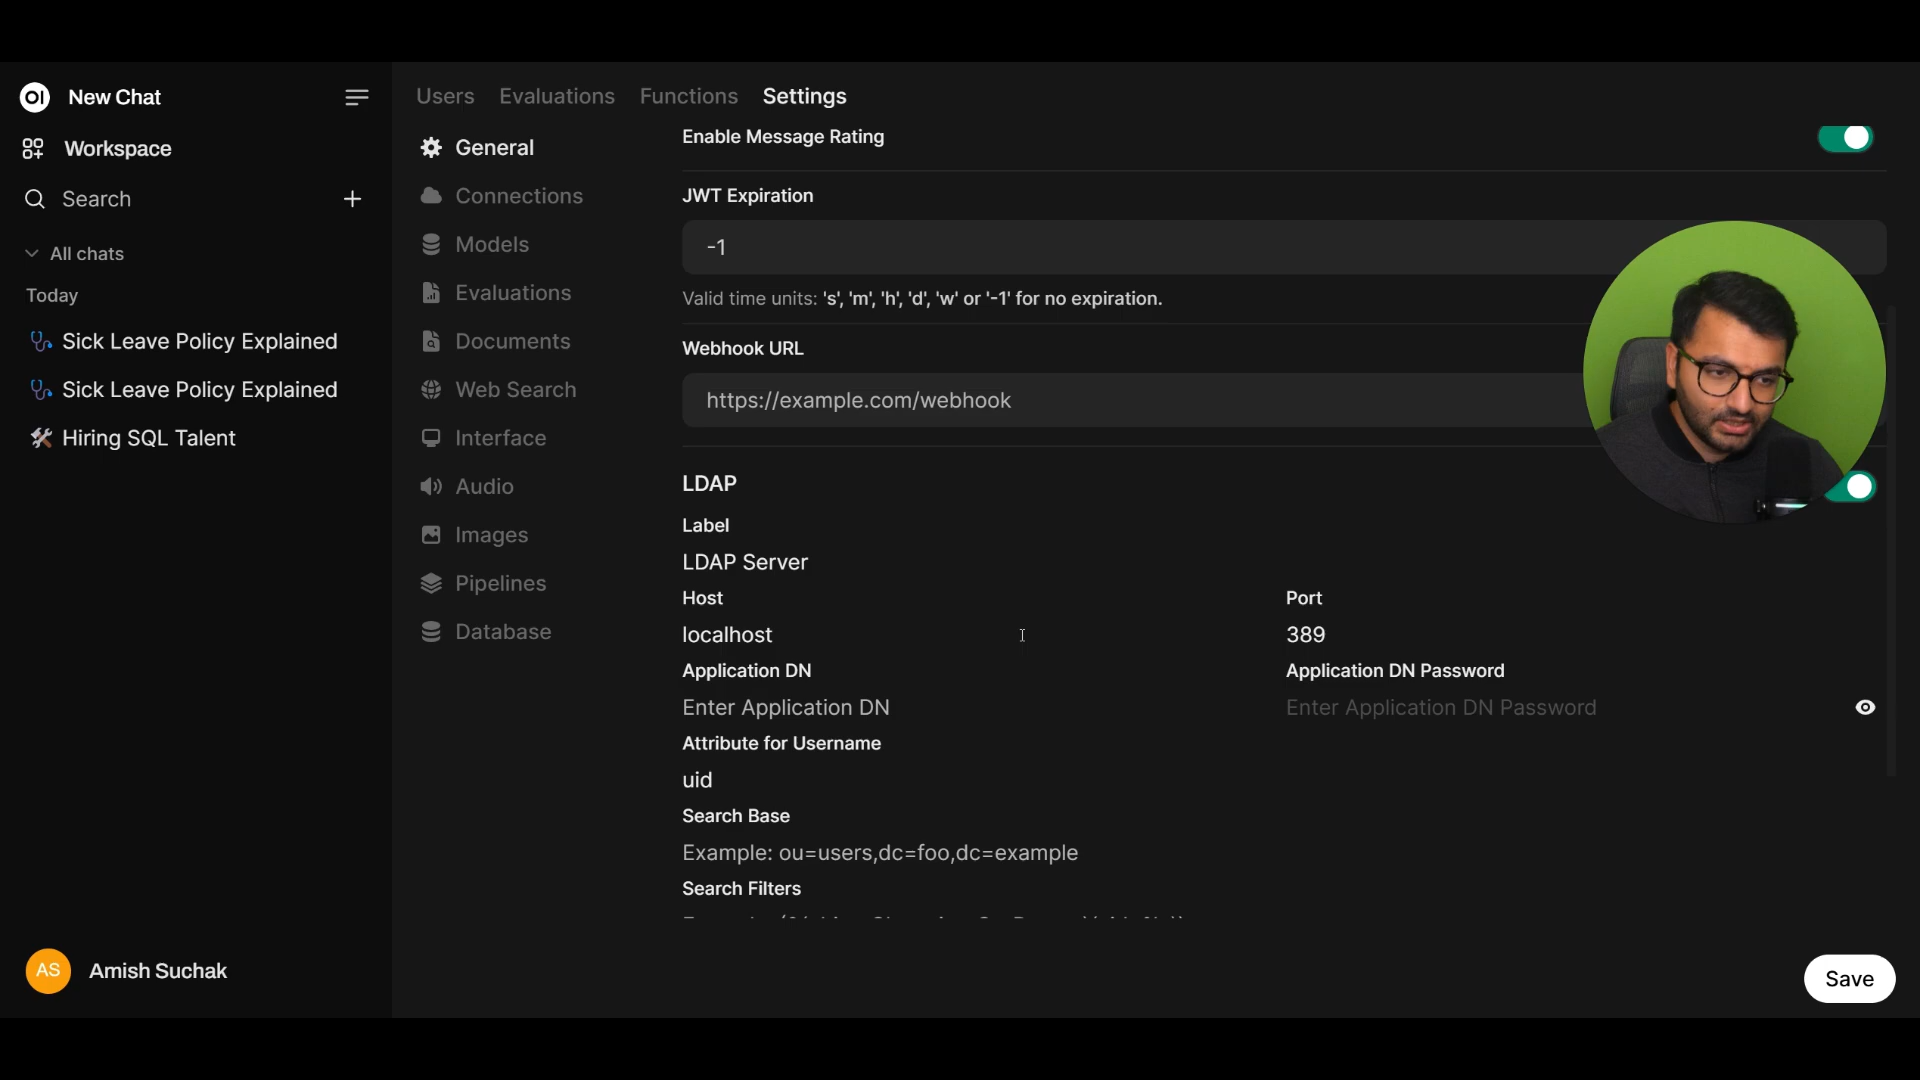 OI New Chat
Workspace
Search
All chats
Today
Sick Leave Policy Explained
Sick Leave Policy Explained
Hiring SQL Talent
AS Amish Suchak
Users Evaluations Functions Settings
General
Connections
Models
Evaluations
Documents
Web Search
Interface
Audio
Images
Pipelines
Database
Enable Message Rating
JWT Expiration
-1
Valid time units: 's', 'm', 'h', 'd', 'w' or '-1' for no expiration.
Webhook URL
https://example.com/webhook
LDAP
Label
LDAP Server
Host Port
localhost 389
Application DN Application DN Password
Enter Application DN Enter Application DN Password
Attribute for Username
uid
Search Base
Example: ou=users,dc=foo,dc=example
Search Filters
Save